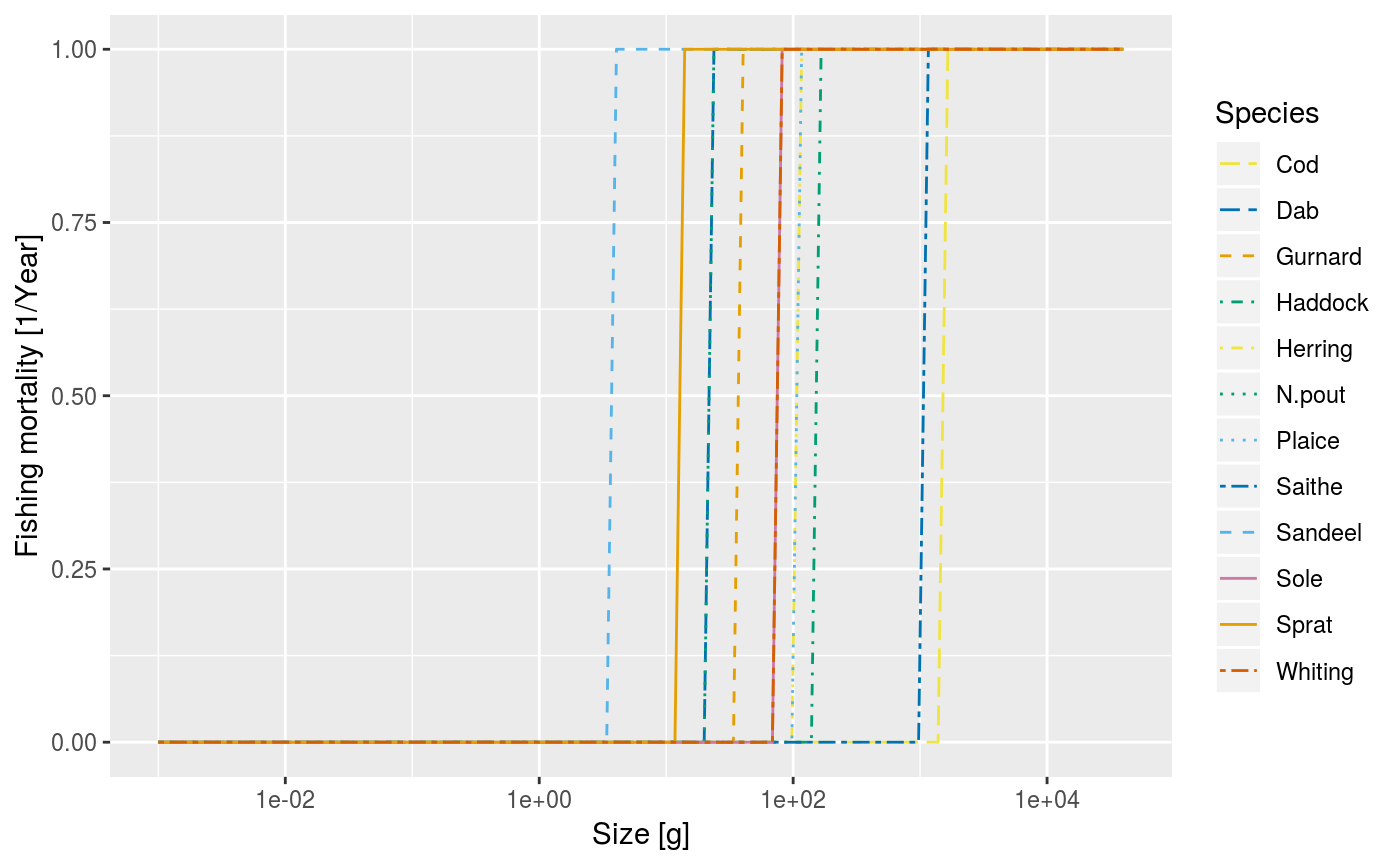 Fishing mortality [1/Year]
1.00
0.75
0.50
0.25
0.00
1e-02
1e+00
1e+02
1e+04
Size [g]
Species
Cod
Dab
Gurnard
Haddock
Herring
N.pout
Plaice
Saithe
Sandeel
Sole
Sprat
Whiting